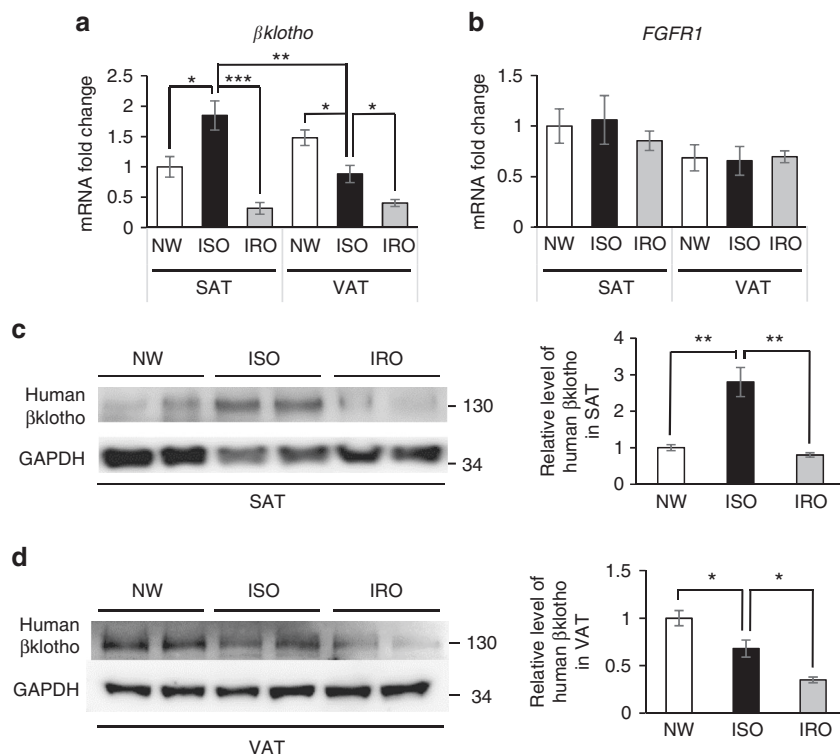 a
βklotho
mRNA fold change
2.5
2
1.5
1
0.5
0
*
***
**
*
*
NW ISO IRO NW ISO IRO
SAT VAT
b
FGFR1
mRNA fold change
1.5
1
0.5
0
NW ISO IRO NW ISO IRO
SAT VAT
c
NW ISO IRO
Human
βklotho
130
GAPDH
34
SAT
Relative level of
human βklotho
in SAT
4
3
2
1
0
** **
NW ISO IRO
d
NW ISO IRO
Human
βklotho
130
GAPDH
34
VAT
Relative level of
human βklotho
in VAT
1.5
1
0.5
0
* *
NW ISO IRO